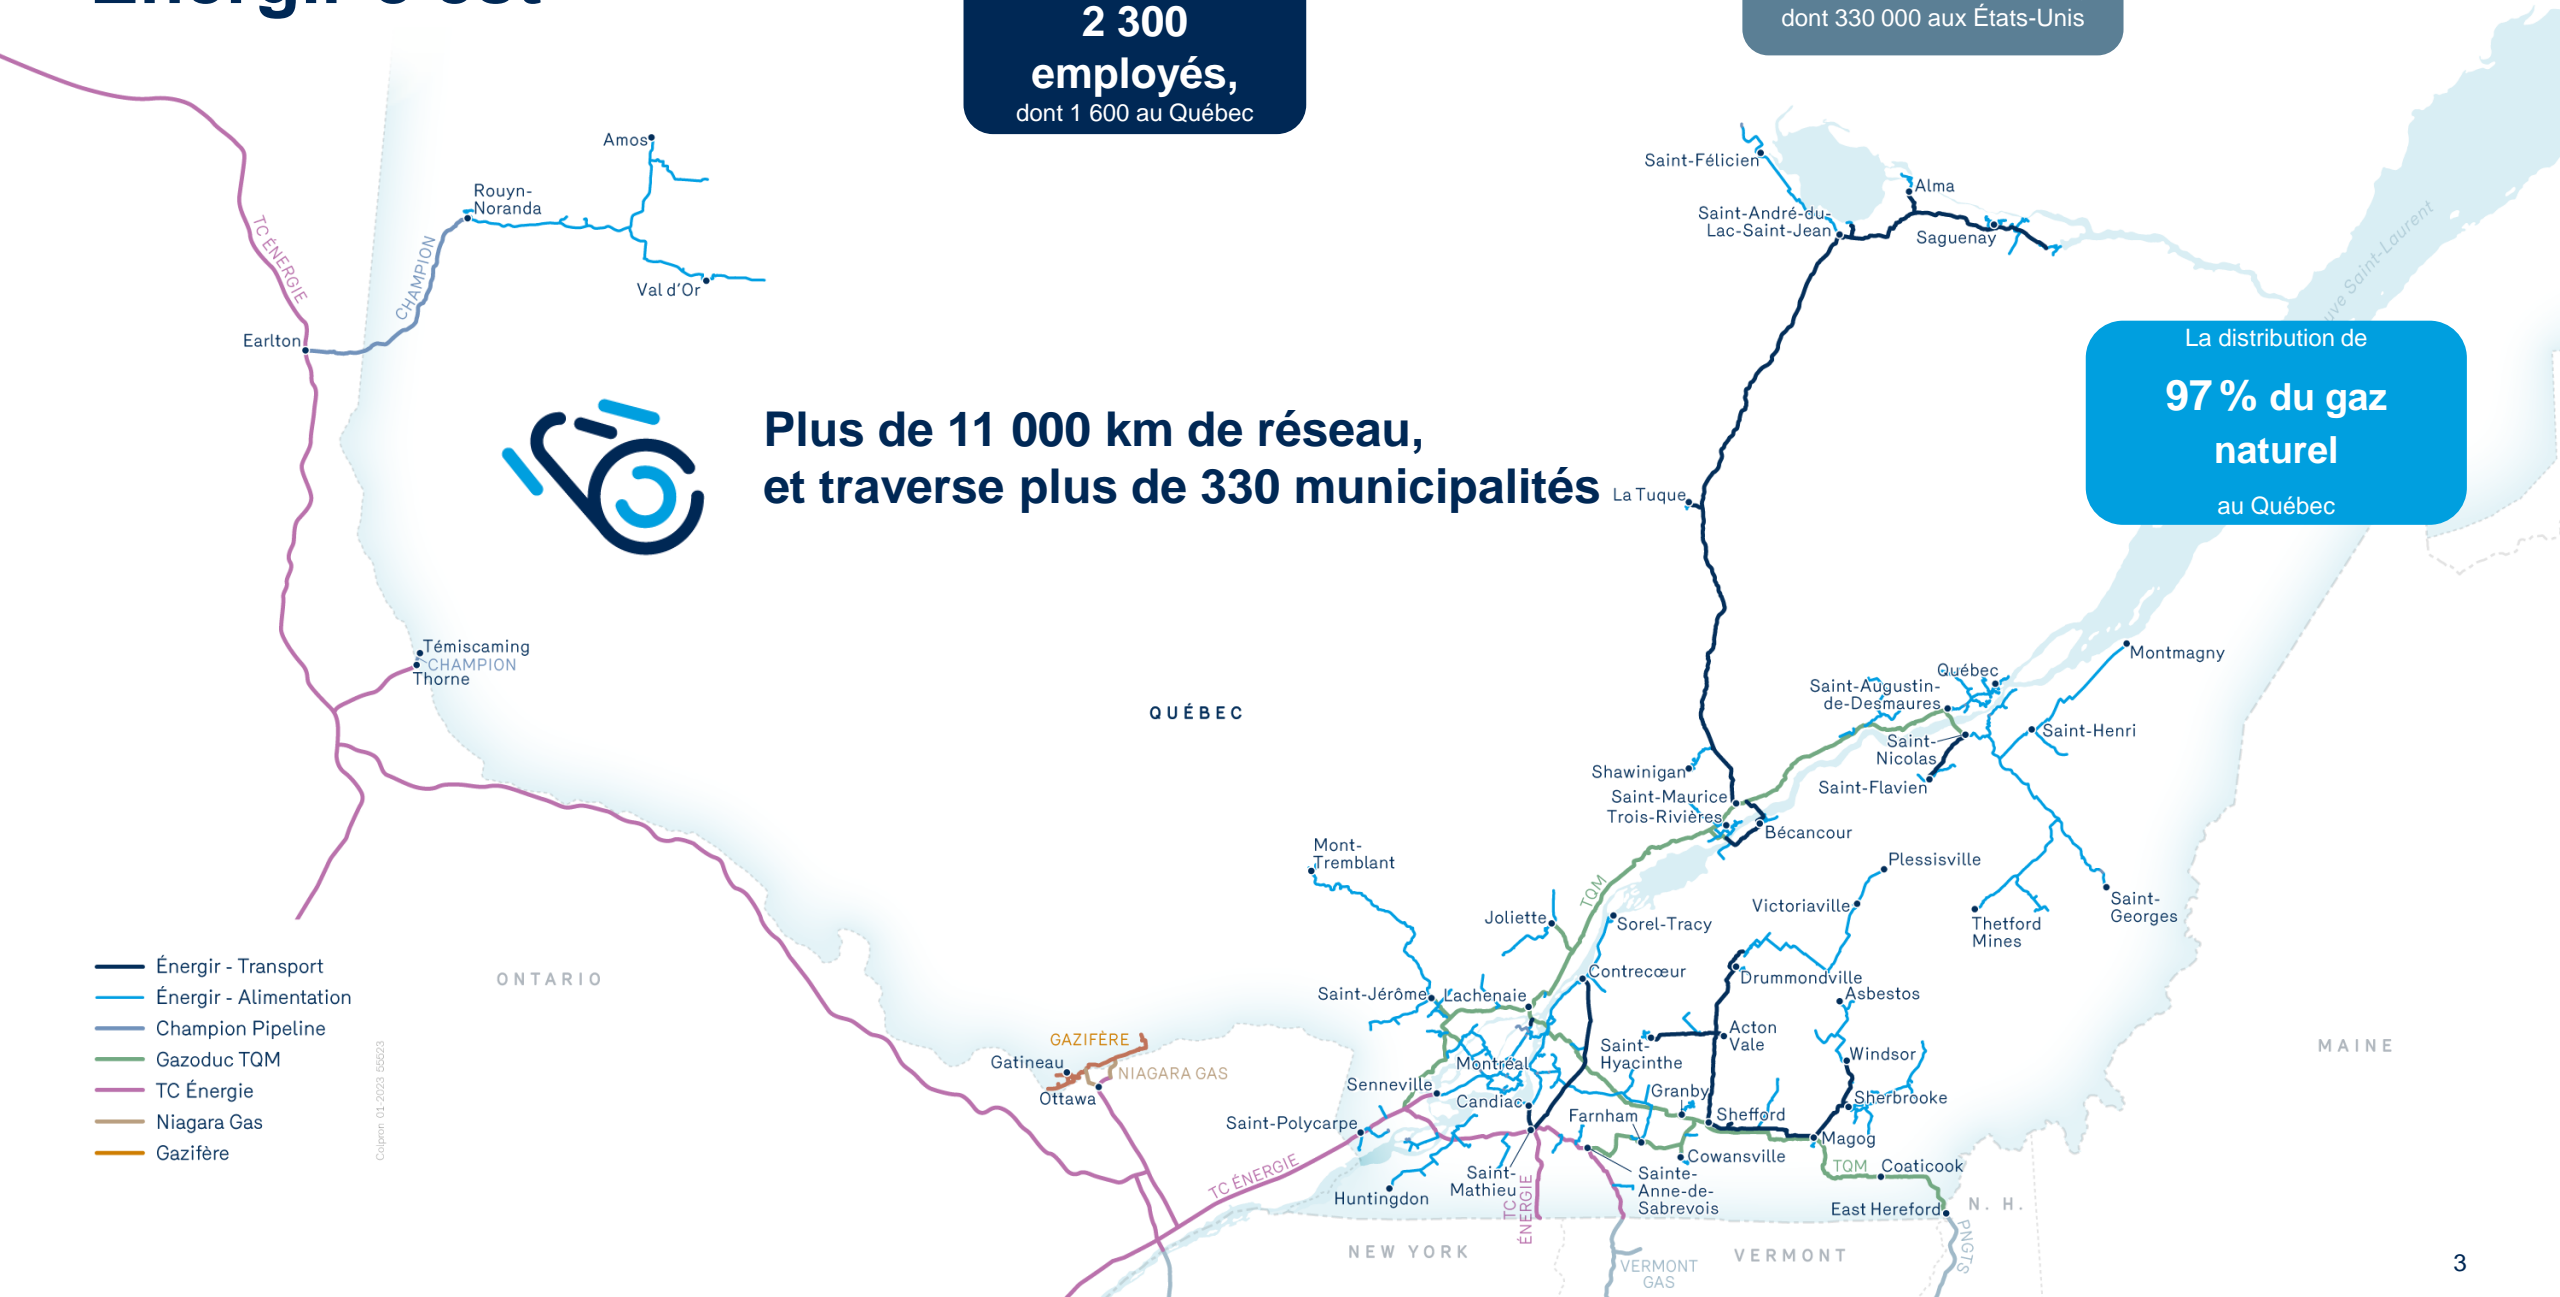 Énergir c'est
2 300
employés,
dont 1 600 au Québec
dont 330 000 aux États-Unis
Amos
Rouyn-
Noranda
Val d'Or
TC ÉNERGIE
CHAMPION
Earlton
Saint-Félicien
Alma
Saint-André-du-
Lac-Saint-Jean
Saguenay
Saint-Laurent
La distribution de
97 % du gaz
naturel
au Québec
Plus de 11 000 km de réseau,
et traverse plus de 330 municipalités
La Tuque
Témiscaming
CHAMPION
Thorne
QUÉBEC
Montmagny
Québec
Saint-Augustin-
de-Desmaures
Saint-Henri
Saint-
Nicolas
Saint-Flavien
Shawinigan
Saint-Maurice
Trois-Rivières
Bécancour
Mont-
Tremblant
Plessisville
TQM
Victoriaville
Joliette
Sorel-Tracy
Thetford
Mines
Saint-
Georges
Contrecœur
Drummondville
Saint-Jérôme
Lachenaie
Asbestos
Énergir - Transport
Énergir - Alimentation
Champion Pipeline
Gazoduc TQM
TC Énergie
Niagara Gas
Gazifère
Colpron 01-2023 55523
ONTARIO
GAZIFÈRE
Gatineau
NIAGARA GAS
Ottawa
Acton
Vale
Saint-
Hyacinthe
Montréal
Windsor
MAINE
Senneville
Candiac
Granby
Sherbrooke
Farnham
Shefford
Saint-Polycarpe
Magog
Cowansville
TQM
Coaticook
TC ÉNERGIE
Saint-
Mathieu
Sainte-
Anne-de-
Sabrevois
Huntingdon
TC
ÉNERGIE
East Hereford
N. H.
PNGTS
NEW YORK
VERMONT
VERMONT
GAS
3